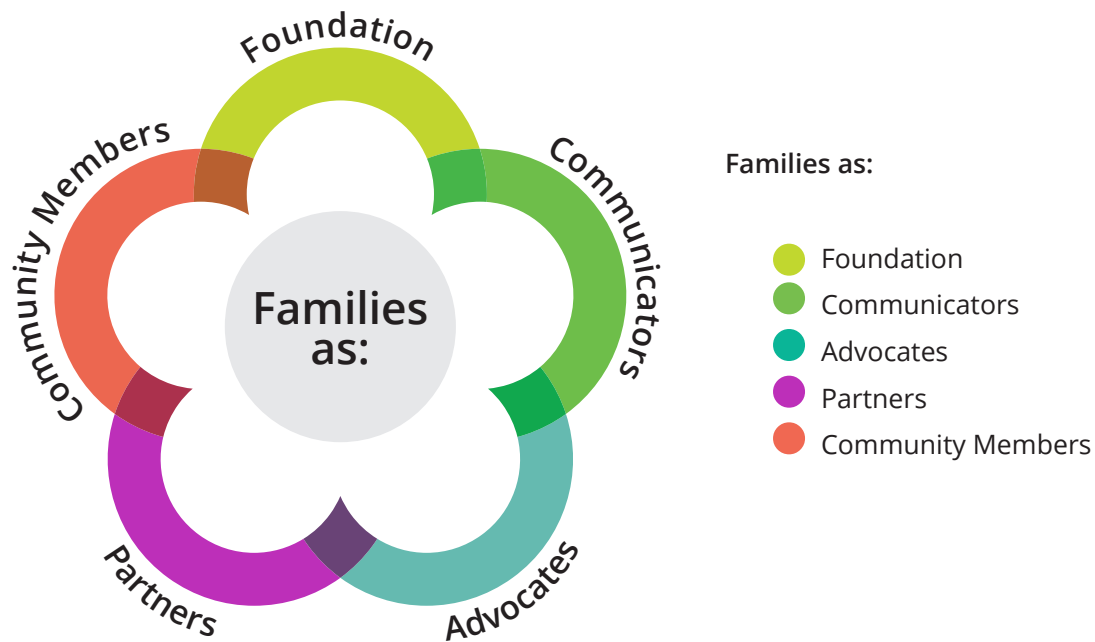 Foundation
Communicators
Advocates
Partners
Community Members
Families
as:
Families as:
Foundation
Communicators
Advocates
Partners
Community Members